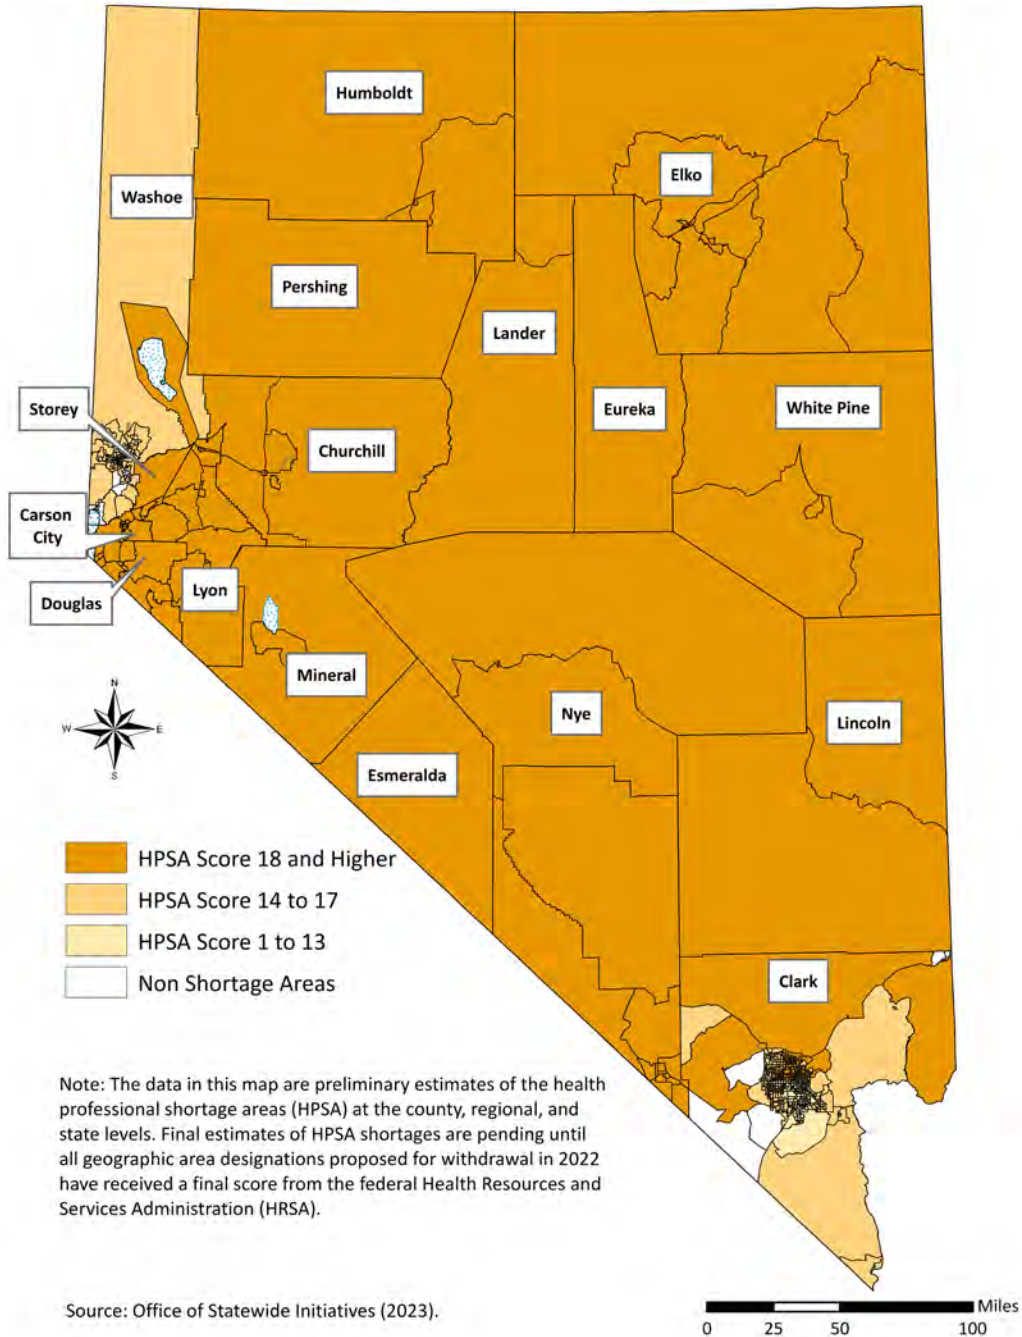 Humboldt
Elko
Washoe
Pershing
Lander
Storey
Eureka
White Pine
Churchill
Carson
City
Lyon
Douglas
Mineral
N
W
E
S
Nye
Lincoln
Esmeralda
HPSA Score 18 and Higher
HPSA Score 14 to 17
HPSA Score 1 to 13
Non Shortage Areas
Clark
Note: The data in this map are preliminary estimates of the health
professional shortage areas (HPSA) at the county, regional, and
state levels. Final estimates of HPSA shortages are pending until
all geographic area designations proposed for withdrawal in 2022
have received a final score from the federal Health Resources and
Services Administration (HRSA).
Source: Office of Statewide Initiatives (2023).
Miles
0 25 50 100